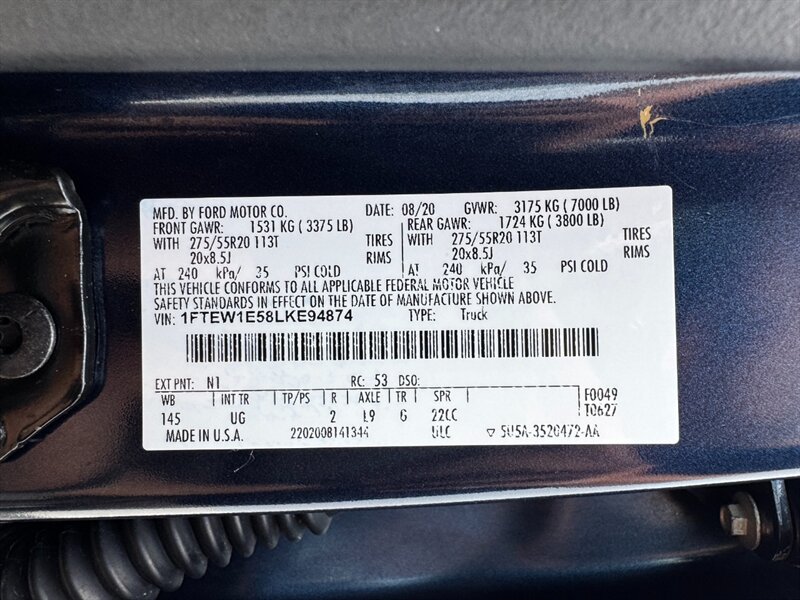 MFD. BY FORD MOTOR CO. DATE: 08/20 GVWR: 3175 KG ( 7000 LB)
FRONT GAWR: 1531 KG ( 3375 LB) REAR GAWR: 1724 KG ( 3800 LB)
WITH 275/55R20 113T TIRES WITH 275/55R20 113T TIRES
20x8.5J RIMS 20x8.5J RIMS
AT 240 kPa/ 35 PSI COLD AT 240 kPa/ 35 PSI COLD
THIS VEHICLE CONFORMS TO ALL APPLICABLE FEDERAL MOTOR VEHICLE
SAFETY STANDARDS IN EFFECT ON THE DATE OF MANUFACTURE SHOWN ABOVE.
VIN: 1FTEW1E58LKE94874 TYPE: Truck
EXT PNT: N1 RC: 53 DSO:
WB INT TR TP/PS R AXLE TR SPR F0049
145 UG 2 L9 G 22CC T0627
MADE IN U.S.A. 2202008141344 ULC ▽ 5U5A-3520472-AA